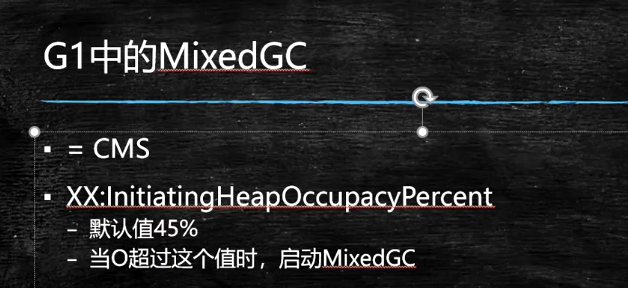 G1中的MixedGC
▪ = CMS
▪ XX:InitiatingHeapOccupacyPercent
– 默认值45%
– 当O超过这个值时，启动MixedGC